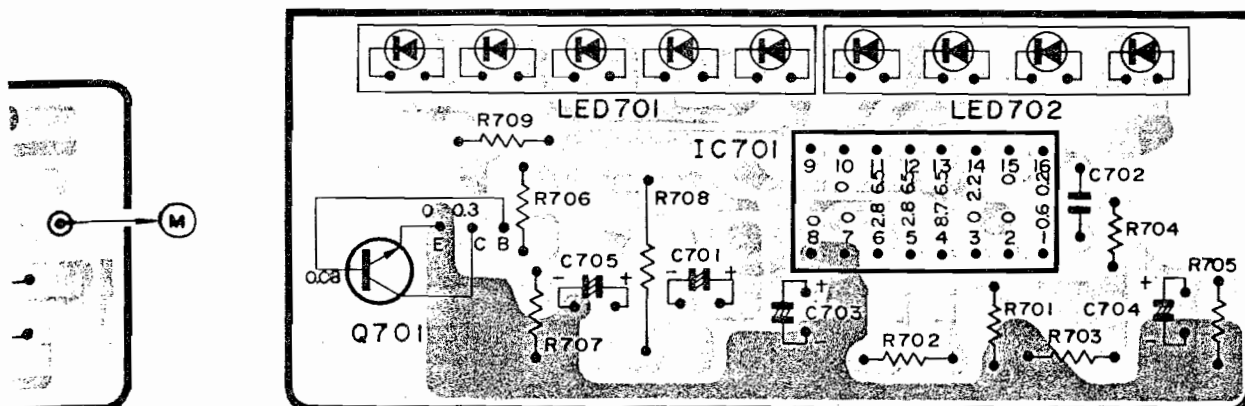 LED701
LED702
R709
IC701
9 10 11 12 13 14 15 16
0 0 2.8 6.5 2.8 6.5 8.7 6.5 0 2.2 0 0 -0.6 0.2
8 7 6 5 4 3 2 1
C702
R706
R708
R704
M
0 0.3
E C B
0.08
Q701
C705
- +
C701
- +
R705
R707
+
C703
-
R701
R702
R703
+
C704
-